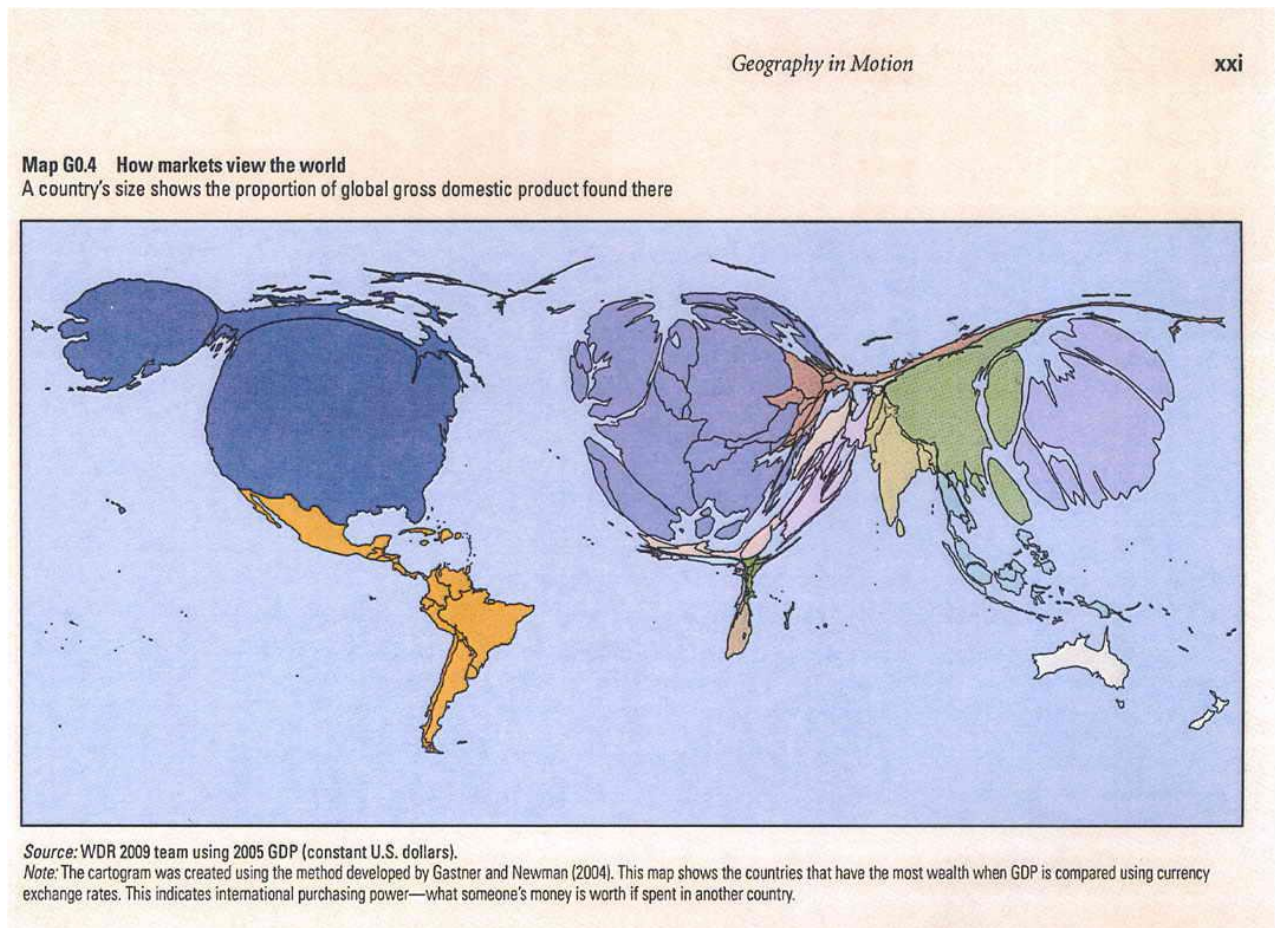 Geography in Motion
xxi
Map G0.4 How markets view the world
A country's size shows the proportion of global gross domestic product found there
Source: WDR 2009 team using 2005 GDP (constant U.S. dollars).
Note: The cartogram was created using the method developed by Gastner and Newman (2004). This map shows the countries that have the most wealth when GDP is compared using currency
exchange rates. This indicates international purchasing power—what someone's money is worth if spent in another country.